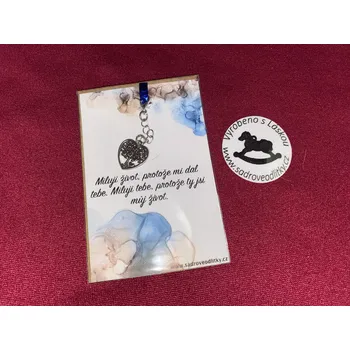 Miluji život, protože mi dal
tebe. Miluji tebe, protože ty jsi
můj život.
www.sadroveodlitky.cz
Vyrobeno s Láskou
www.sadroveodlitky.cz